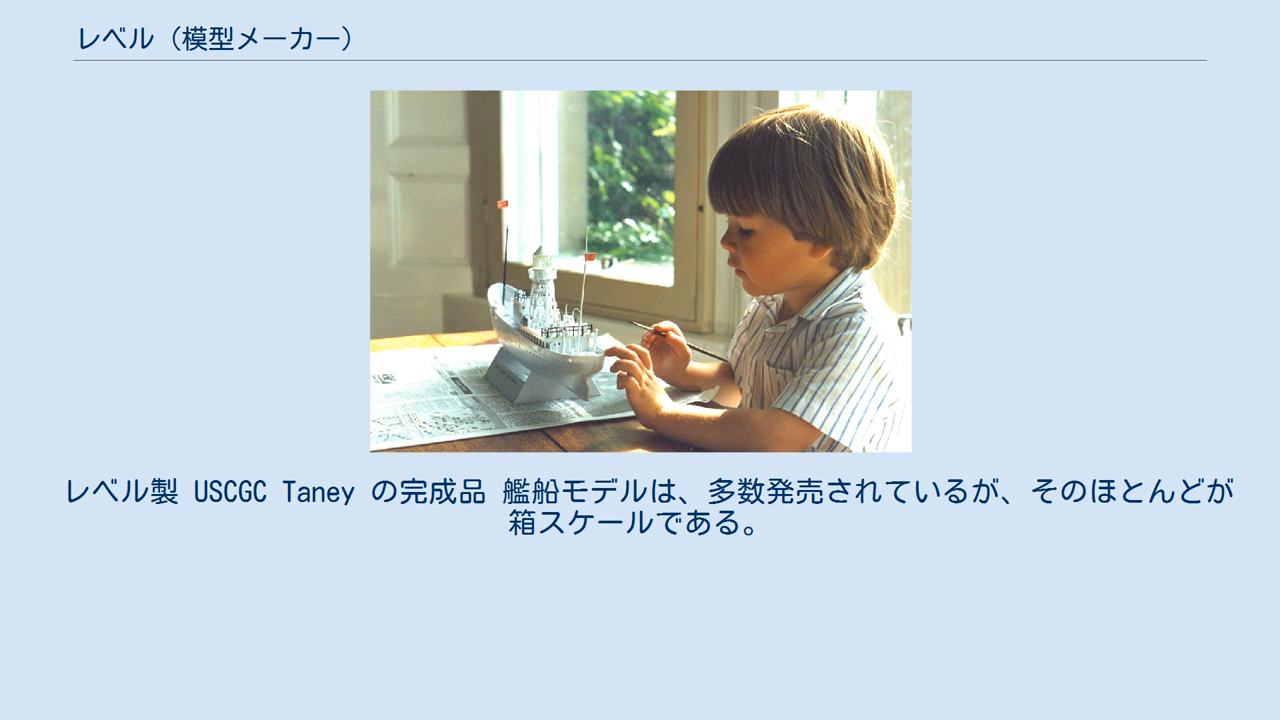 レベル（模型メーカー）
レベル製 USCGC Taney の完成品 艦船モデルは、多数発売されているが、そのほとんどが
箱スケールである。